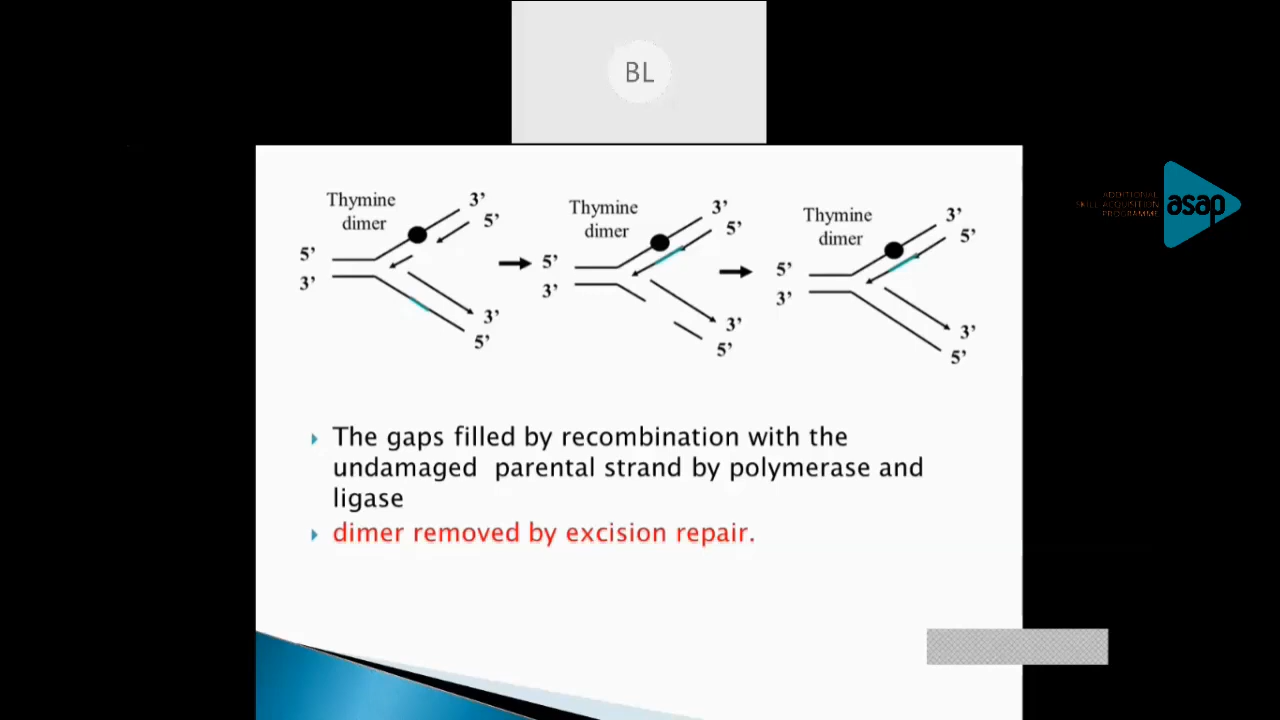 BL
ADDITIONAL
SKILL ACQUISITION
PROGRAMME
asap
Thymine
dimer
3’
5’
5’
3’
3’
5’
Thymine
dimer
3’
5’
5’
3’
3’
5’
Thymine
dimer
3’
5’
5’
3’
3’
5’
The gaps filled by recombination with the
undamaged parental strand by polymerase and
ligase
dimer removed by excision repair.